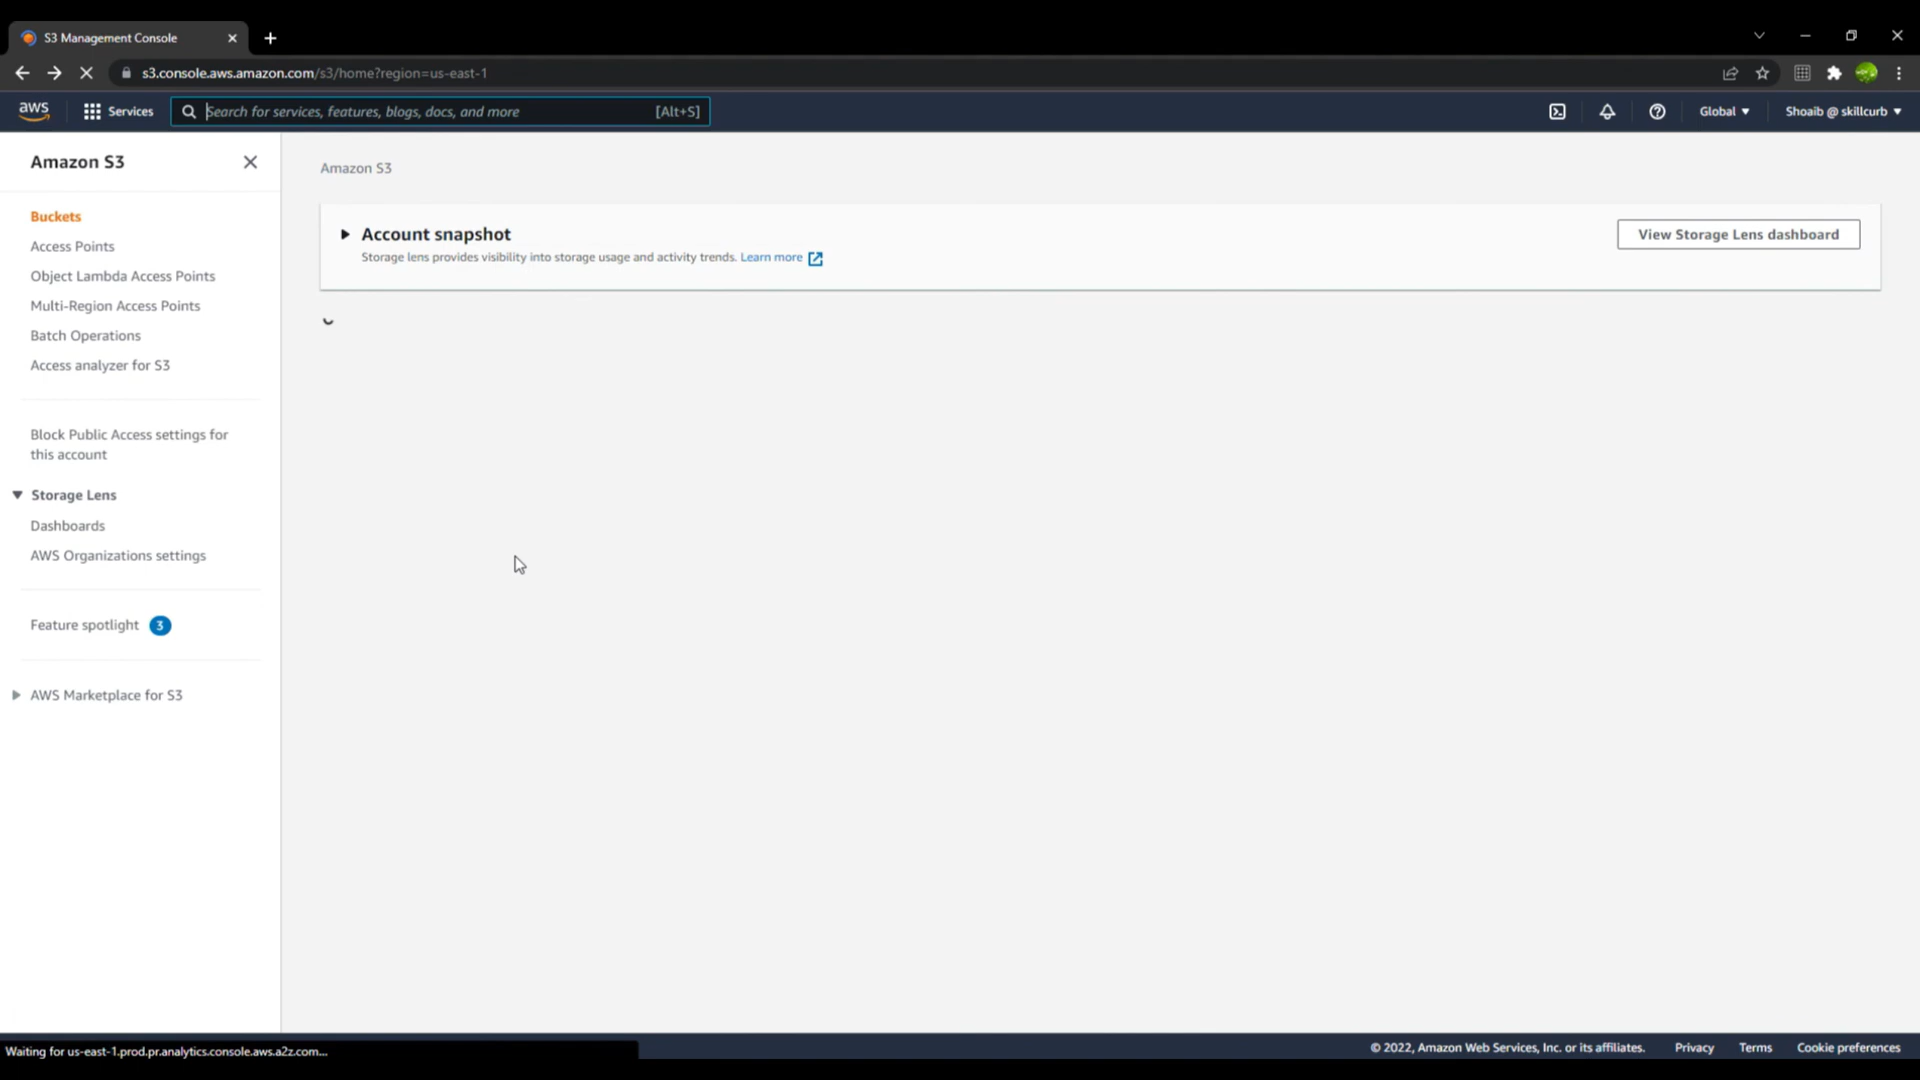 S3 Management Console
s3.console.aws.amazon.com/s3/home?region=us-east-1
aws
Services
Search for services, features, blogs, docs, and more [Alt+S]
Global
Shoaib @ skillcurb
Amazon S3
Buckets
Access Points
Object Lambda Access Points
Multi-Region Access Points
Batch Operations
Access analyzer for S3
Block Public Access settings for
this account
Storage Lens
Dashboards
AWS Organizations settings
Feature spotlight 3
AWS Marketplace for S3
Amazon S3
Account snapshot
Storage lens provides visibility into storage usage and activity trends. Learn more
View Storage Lens dashboard
Waiting for us-east-1.prod.pr.analytics.console.aws.a2z.com...
© 2022, Amazon Web Services, Inc. or its affiliates. Privacy Terms Cookie preferences